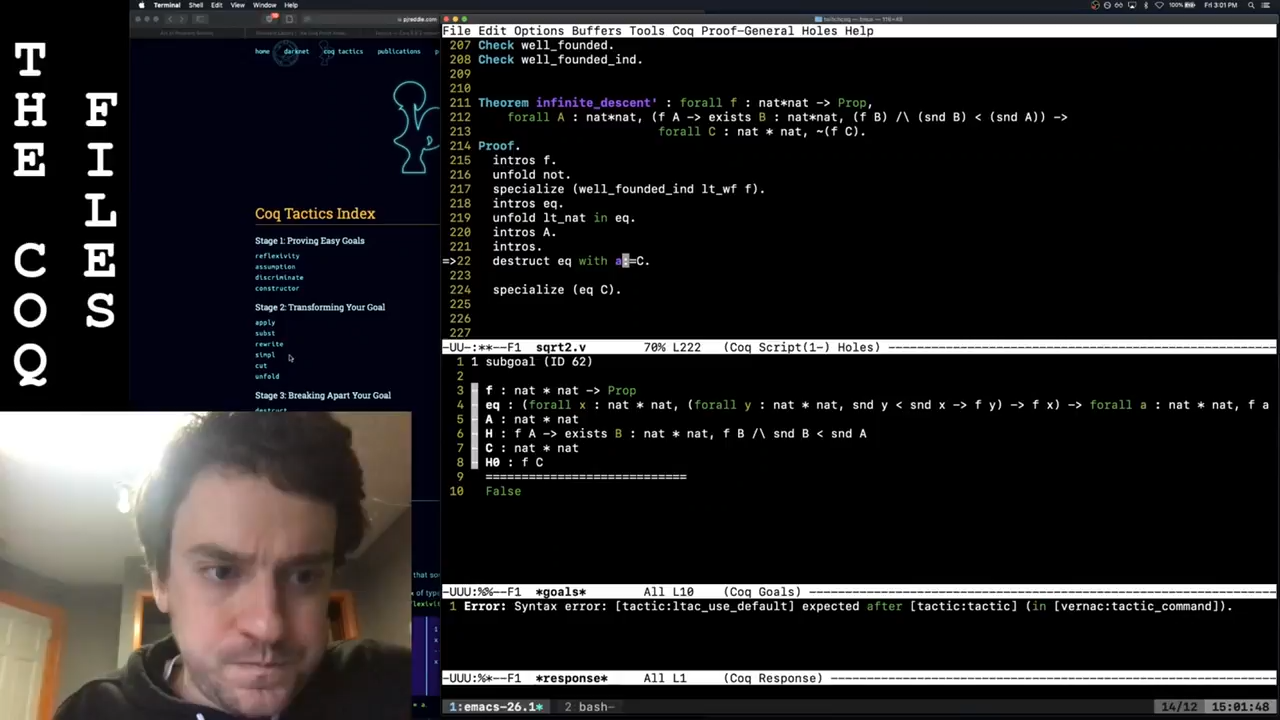 Terminal Shell Edit View Window Help
100% Fri 3:01 PM
THE COQ
FILES
home darknet coq tactics publications
Coq Tactics Index
Stage 1: Proving Easy Goals
reflexivity
assumption
discriminate
constructor
Stage 2: Transforming Your Goal
apply
subst
rewrite
simpl
cut
unfold
Stage 3: Breaking Apart Your Goal
destruct
File Edit Options Buffers Tools Coq Proof-General Holes Help
207 Check well_founded.
208 Check well_founded_ind.
209
210
211 Theorem infinite_descent' : forall f : nat*nat -> Prop,
212 forall A : nat*nat, (f A -> exists B : nat*nat, (f B) /\ (snd B) < (snd A)) ->
213 forall C : nat * nat, ~(f C).
214 Proof.
215 intros f.
216 unfold not.
217 specialize (well_founded_ind lt_wf f).
218 intros eq.
219 unfold lt_nat in eq.
220 intros A.
221 intros.
=>22 destruct eq with a:=C.
223
224 specialize (eq C).
225
226
227
-UU-:**--F1 sqrt2.v 70% L222 (Coq Script(1-) Holes)
1 1 subgoal (ID 62)
2
3 f : nat * nat -> Prop
4 eq : (forall x : nat * nat, (forall y : nat * nat, snd y < snd x -> f y) -> f x) -> forall a : nat * nat, f a
5 A : nat * nat
6 H : f A -> exists B : nat * nat, f B /\ snd B < snd A
7 C : nat * nat
8 H0 : f C
9 ============================
10 False
-UUU:%%--F1 *goals* All L10 (Coq Goals)
1 Error: Syntax error: [tactic:ltac_use_default] expected after [tactic:tactic] (in [vernac:tactic_command]).
-UUU:%*--F1 *response* All L1 (Coq Response)
1:emacs-26.1* 2 bash-
14/12 15:01:48